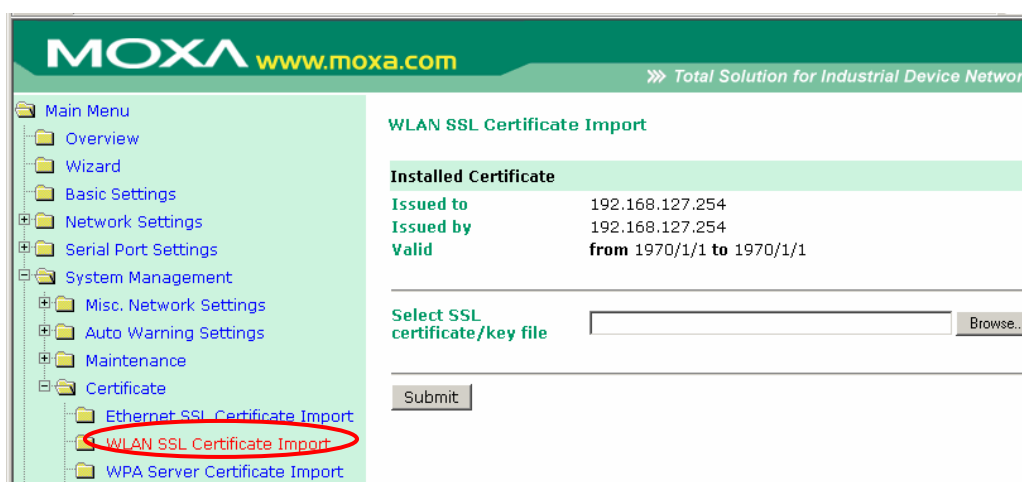 MOXA www.moxa.com
Total Solution for Industrial Device Networ
Main Menu
Overview
Wizard
Basic Settings
Network Settings
Serial Port Settings
System Management
Misc. Network Settings
Auto Warning Settings
Maintenance
Certificate
Ethernet SSL Certificate Import
WLAN SSL Certificate Import
WPA Server Certificate Import
WLAN SSL Certificate Import
Installed Certificate
Issued to 192.168.127.254
Issued by 192.168.127.254
Valid from 1970/1/1 to 1970/1/1
Select SSL
certificate/key file Browse..
Submit